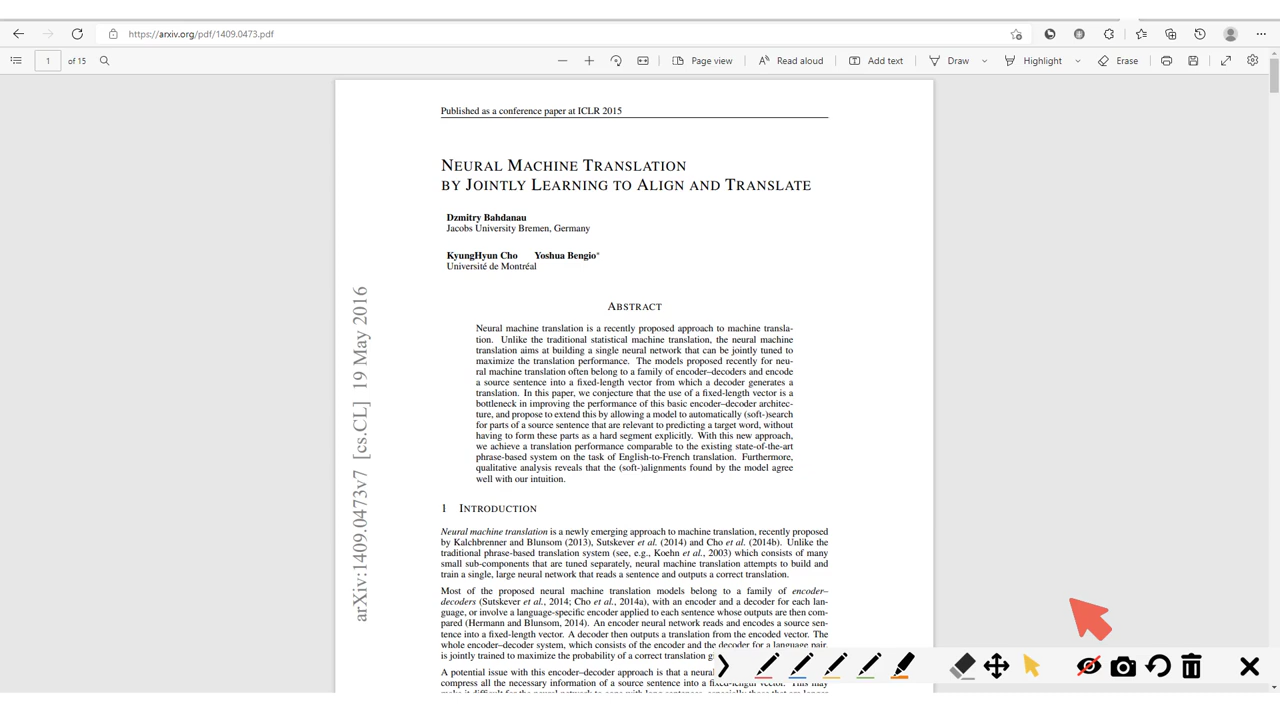 https://arxiv.org/pdf/1409.0473.pdf
1 of 15
Page view
Read aloud
Add text
Draw
Highlight
Erase
Published as a conference paper at ICLR 2015
NEURAL MACHINE TRANSLATION
BY JOINTLY LEARNING TO ALIGN AND TRANSLATE
Dzmitry Bahdanau
Jacobs University Bremen, Germany
KyungHyun Cho Yoshua Bengio*
Université de Montréal
arXiv:1409.0473v7 [cs.CL] 19 May 2016
ABSTRACT
Neural machine translation is a recently proposed approach to machine transla-
tion. Unlike the traditional statistical machine translation, the neural machine
translation aims at building a single neural network that can be jointly tuned to
maximize the translation performance. The models proposed recently for neu-
ral machine translation often belong to a family of encoder–decoders and encode
a source sentence into a fixed-length vector from which a decoder generates a
translation. In this paper, we conjecture that the use of a fixed-length vector is a
bottleneck in improving the performance of this basic encoder–decoder architec-
ture, and propose to extend this by allowing a model to automatically (soft-)search
for parts of a source sentence that are relevant to predicting a target word, without
having to form these parts as a hard segment explicitly. With this new approach,
we achieve a translation performance comparable to the existing state-of-the-art
phrase-based system on the task of English-to-French translation. Furthermore,
qualitative analysis reveals that the (soft-)alignments found by the model agree
well with our intuition.
1 INTRODUCTION
Neural machine translation is a newly emerging approach to machine translation, recently proposed
by Kalchbrenner and Blunsom (2013), Sutskever et al. (2014) and Cho et al. (2014b). Unlike the
traditional phrase-based translation system (see, e.g., Koehn et al., 2003) which consists of many
small sub-components that are tuned separately, neural machine translation attempts to build and
train a single, large neural network that reads a sentence and outputs a correct translation.
Most of the proposed neural machine translation models belong to a family of encoder–
decoders (Sutskever et al., 2014; Cho et al., 2014a), with an encoder and a decoder for each lan-
guage, or involve a language-specific encoder applied to each sentence whose outputs are then com-
pared (Hermann and Blunsom, 2014). An encoder neural network reads and encodes a source sen-
tence into a fixed-length vector. A decoder then outputs a translation from the encoded vector. The
whole encoder–decoder system, which consists of the encoder and the decoder for a language pair,
is jointly trained to maximize the probability of a correct translation
A potential issue with this encoder–decoder approach is that a neural
compress all the necessary information of a source sentence into a fixed-length vector. This may